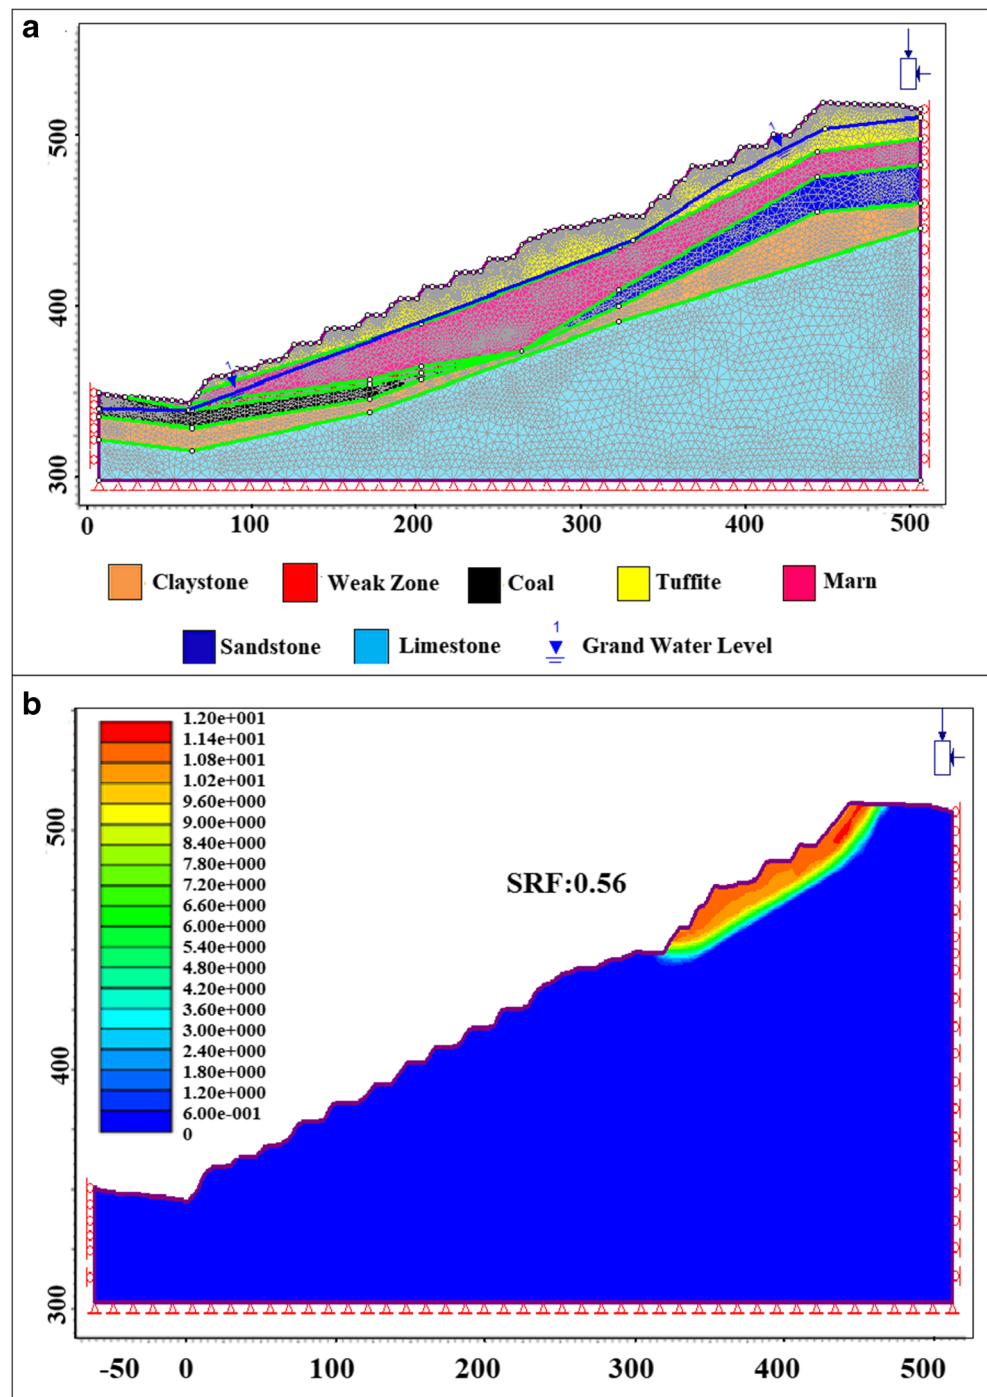 a
500
400
300
0 100 200 300 400 500
1
1
Claystone Weak Zone Coal Tuffite Marn
Sandstone Limestone 1 Grand Water Level
b
1.20e+001
1.14e+001
1.08e+001
1.02e+001
9.60e+000
9.00e+000
8.40e+000
7.80e+000
7.20e+000
6.60e+000
6.00e+000
5.40e+000
4.80e+000
4.20e+000
3.60e+000
3.00e+000
2.40e+000
1.80e+000
1.20e+000
6.00e-001
0
SRF:0.56
500
400
300
-50 0 100 200 300 400 500